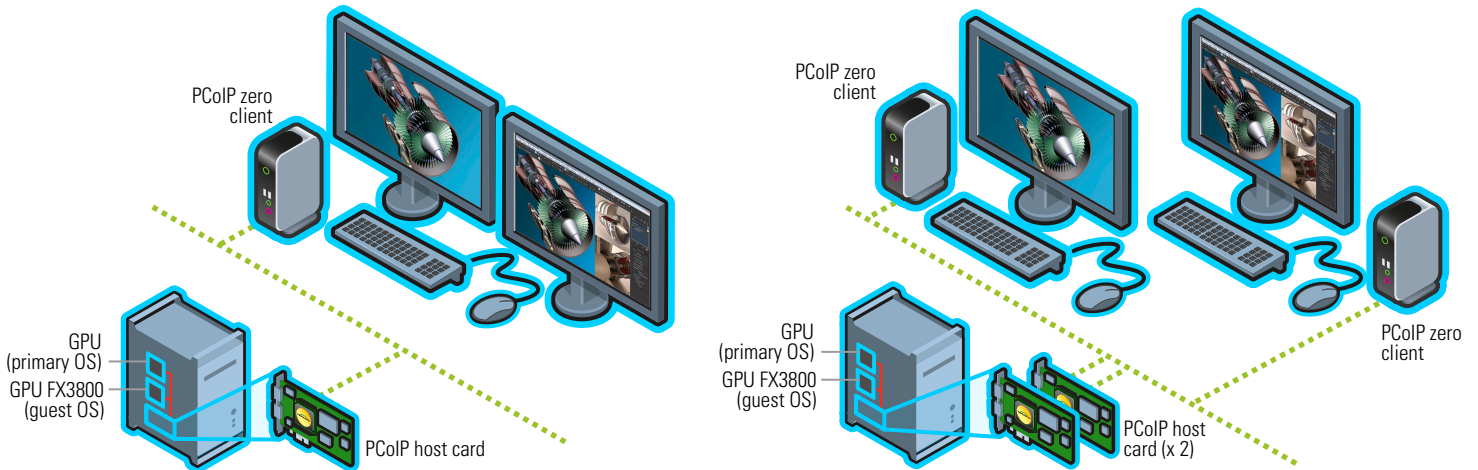 PCoIP zero
client
GPU
(primary OS)
GPU FX3800
(guest OS)
PCoIP host card
PCoIP zero
client
PCoIP zero
client
GPU
(primary OS)
GPU FX3800
(guest OS)
PCoIP host
card (x 2)